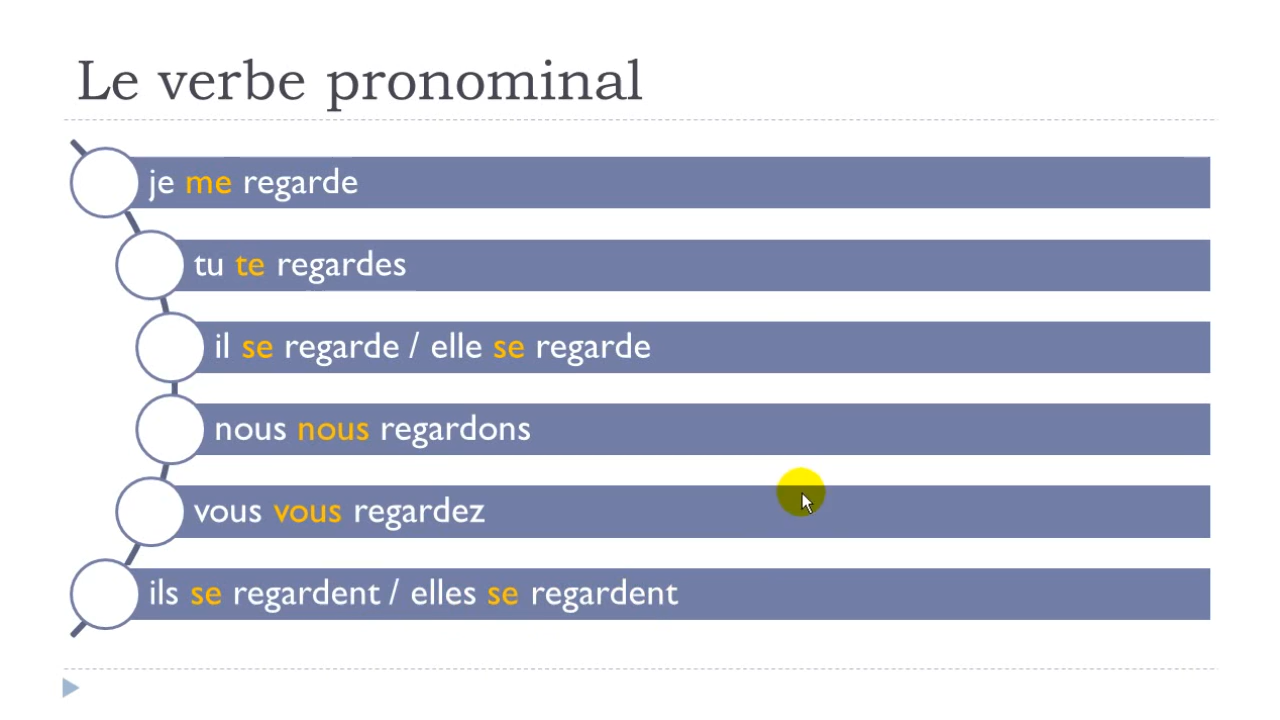 Le verbe pronominal
je me regarde
tu te regardes
il se regarde / elle se regarde
nous nous regardons
vous vous regardez
ils se regardent / elles se regardent